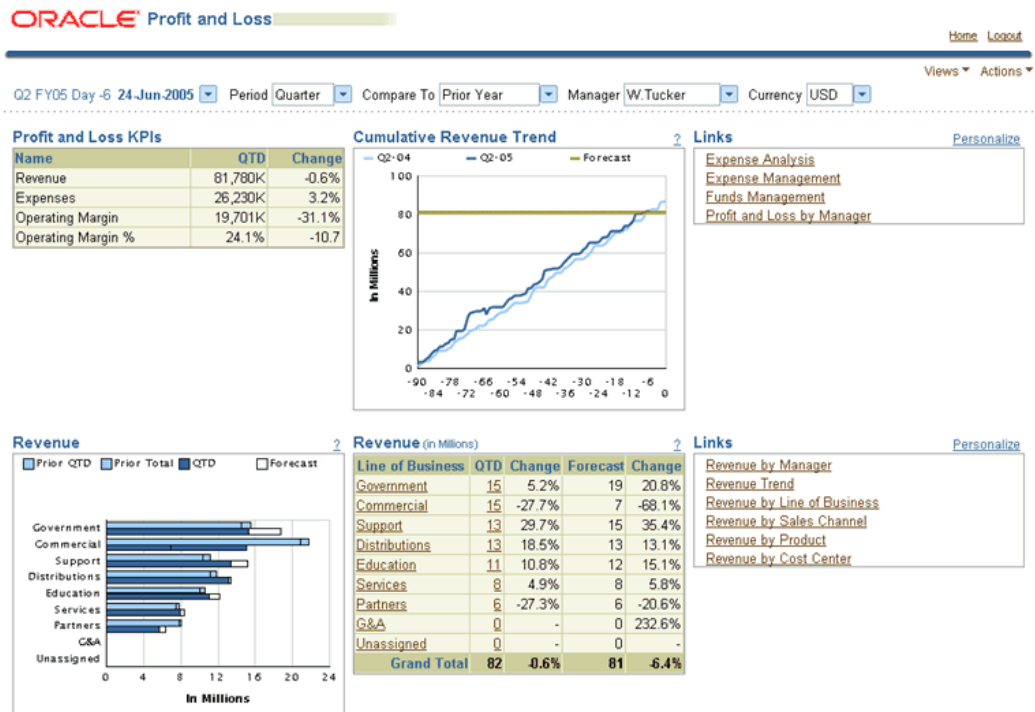 ORACLE Profit and Loss
Home Logout
Views Actions
Q2 FY05 Day -6 24-Jun-2005 Period Quarter Compare To Prior Year Manager W.Tucker Currency USD
Profit and Loss KPIs
Name QTD Change
Revenue 81,780K -0.6%
Expenses 26,230K 3.2%
Operating Margin 19,701K -31.1%
Operating Margin % 24.1% -10.7
Cumulative Revenue Trend ?
Q2-04 Q2-05 Forecast
100
80
60
40
20
0
In Millions
-90 -78 -66 -54 -42 -30 -18 -6
-84 -72 -60 -48 -36 -24 -12 0
Links Personalize
Expense Analysis
Expense Management
Funds Management
Profit and Loss by Manager
Revenue ?
Prior QTD Prior Total QTD Forecast
Government
Commercial
Support
Distributions
Education
Services
Partners
G&A
Unassigned
0 4 8 12 16 20 24
In Millions
Revenue (in Millions) ?
Line of Business QTD Change Forecast Change
Government 15 5.2% 19 20.8%
Commercial 15 -27.7% 7 -68.1%
Support 13 29.7% 15 35.4%
Distributions 13 18.5% 13 13.1%
Education 11 10.8% 12 15.1%
Services 8 4.9% 8 5.8%
Partners 6 -27.3% 6 -20.6%
G&A 0 - 0 232.6%
Unassigned 0 - 0 -
Grand Total 82 -0.6% 81 -6.4%
Links Personalize
Revenue by Manager
Revenue Trend
Revenue by Line of Business
Revenue by Sales Channel
Revenue by Product
Revenue by Cost Center